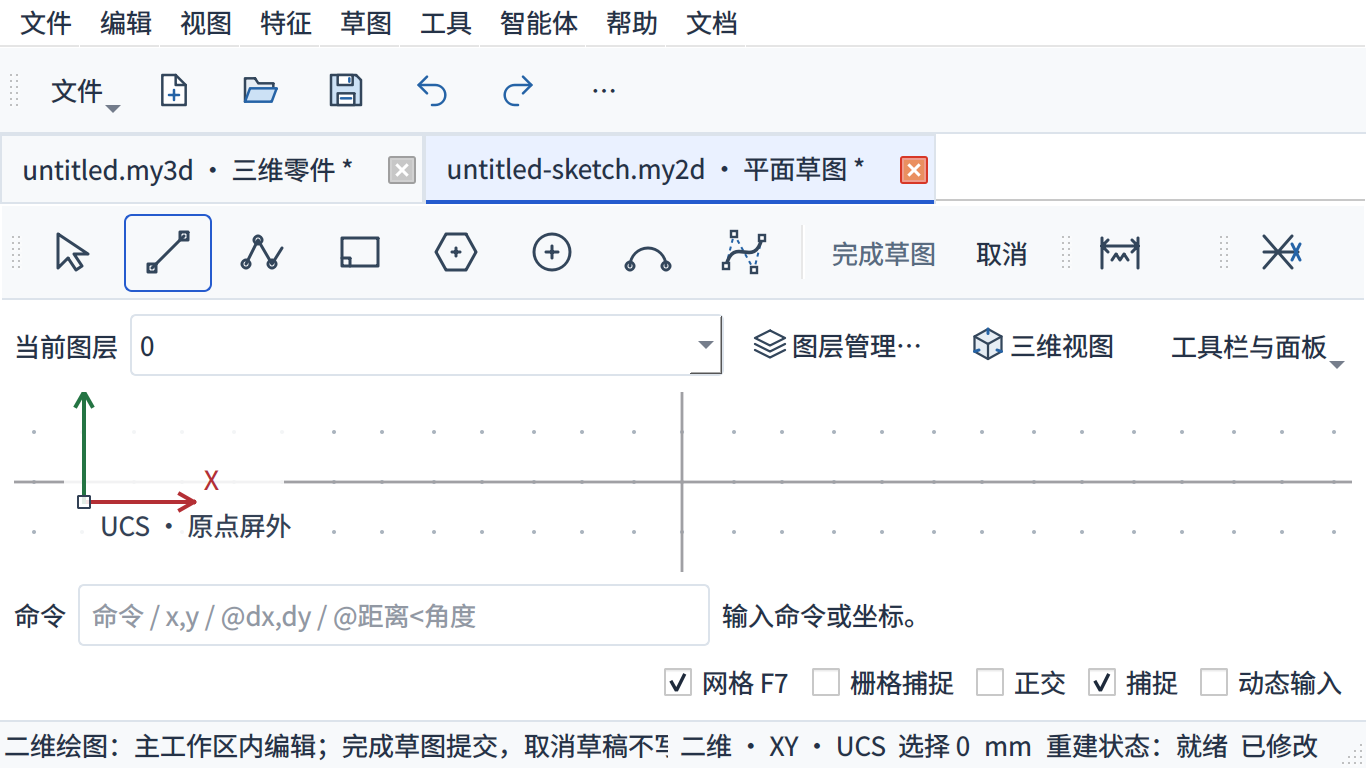 文件 编辑 视图 特征 草图 工具 智能体 帮助 文档
文件 ...
untitled.my3d · 三维零件 * untitled-sketch.my2d · 平面草图 *
完成草图 取消
当前图层 0 图层管理… 三维视图 工具栏与面板
X
UCS · 原点屏外
命令 命令 / x,y / @dx,dy / @距离<角度 输入命令或坐标。
网格 F7 栅格捕捉 正交 捕捉 动态输入
二维绘图：主工作区内编辑；完成草图提交，取消草稿不写 二维 · XY · UCS 选择 0 mm 重建状态：就绪 已修改